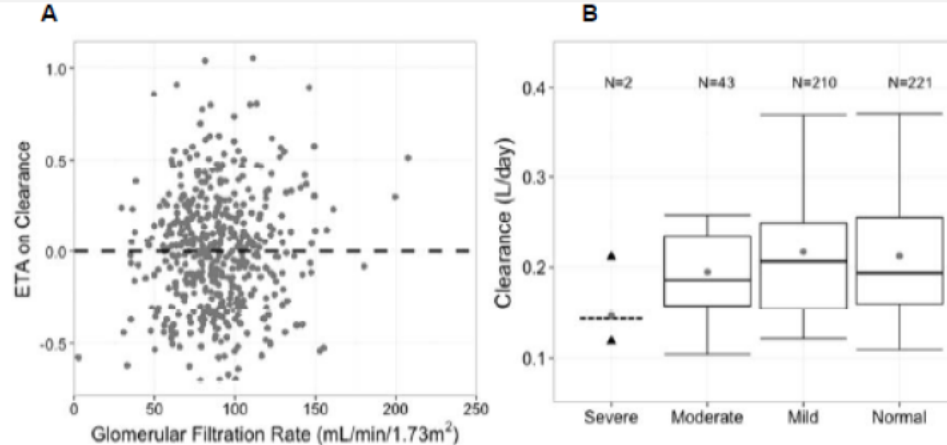 A
B
1.0
0.5
0.0
-0.5
ETA on Clearance
0
50
100
150
200
250
Glomerular Filtration Rate (mL/min/1.73m²)
N=2
N=43
N=210
N=221
0.4
0.3
0.2
0.1
Clearance (L/day)
Severe
Moderate
Mild
Normal